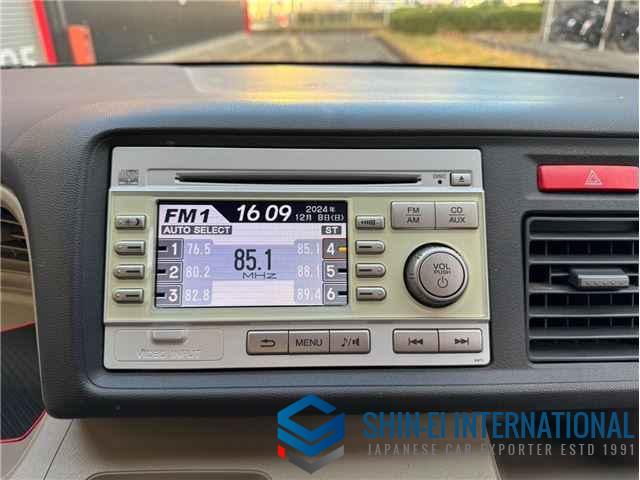 DISC
FM1 16 09 2024年 12月 8日(日)
AUTO SELECT ST
1 76.5 85.1 4
2 80.2 88.1 5
3 82.8 89.4 6
85.1 MHz
FM AM
CD AUX
VOL PUSH
VIDEO INPUT
MENU
SHIN-EI INTERNATIONAL
JAPANESE CAR EXPORTER ESTD 1991